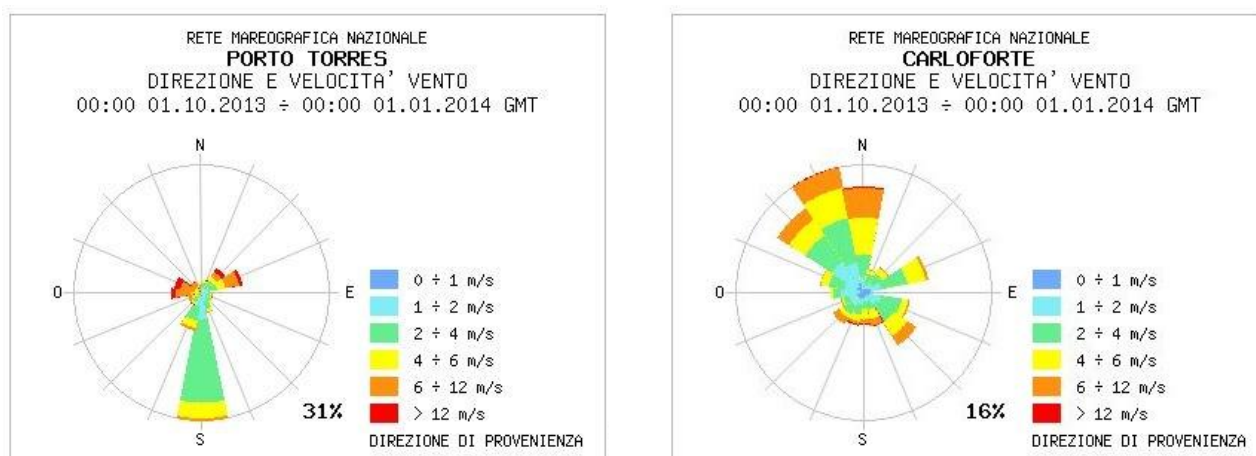 RETE MAREOGRAFICA NAZIONALE
PORTO TORRES
DIREZIONE E VELOCITA' VENTO
00:00 01.10.2013 ÷ 00:00 01.01.2014 GMT
N
O
E
S
31%
0 ÷ 1 m/s
1 ÷ 2 m/s
2 ÷ 4 m/s
4 ÷ 6 m/s
6 ÷ 12 m/s
> 12 m/s
DIREZIONE DI PROVENIENZA
RETE MAREOGRAFICA NAZIONALE
CARLOFORTE
DIREZIONE E VELOCITA' VENTO
00:00 01.10.2013 ÷ 00:00 01.01.2014 GMT
N
O
E
S
16%
0 ÷ 1 m/s
1 ÷ 2 m/s
2 ÷ 4 m/s
4 ÷ 6 m/s
6 ÷ 12 m/s
> 12 m/s
DIREZIONE DI PROVENIENZA